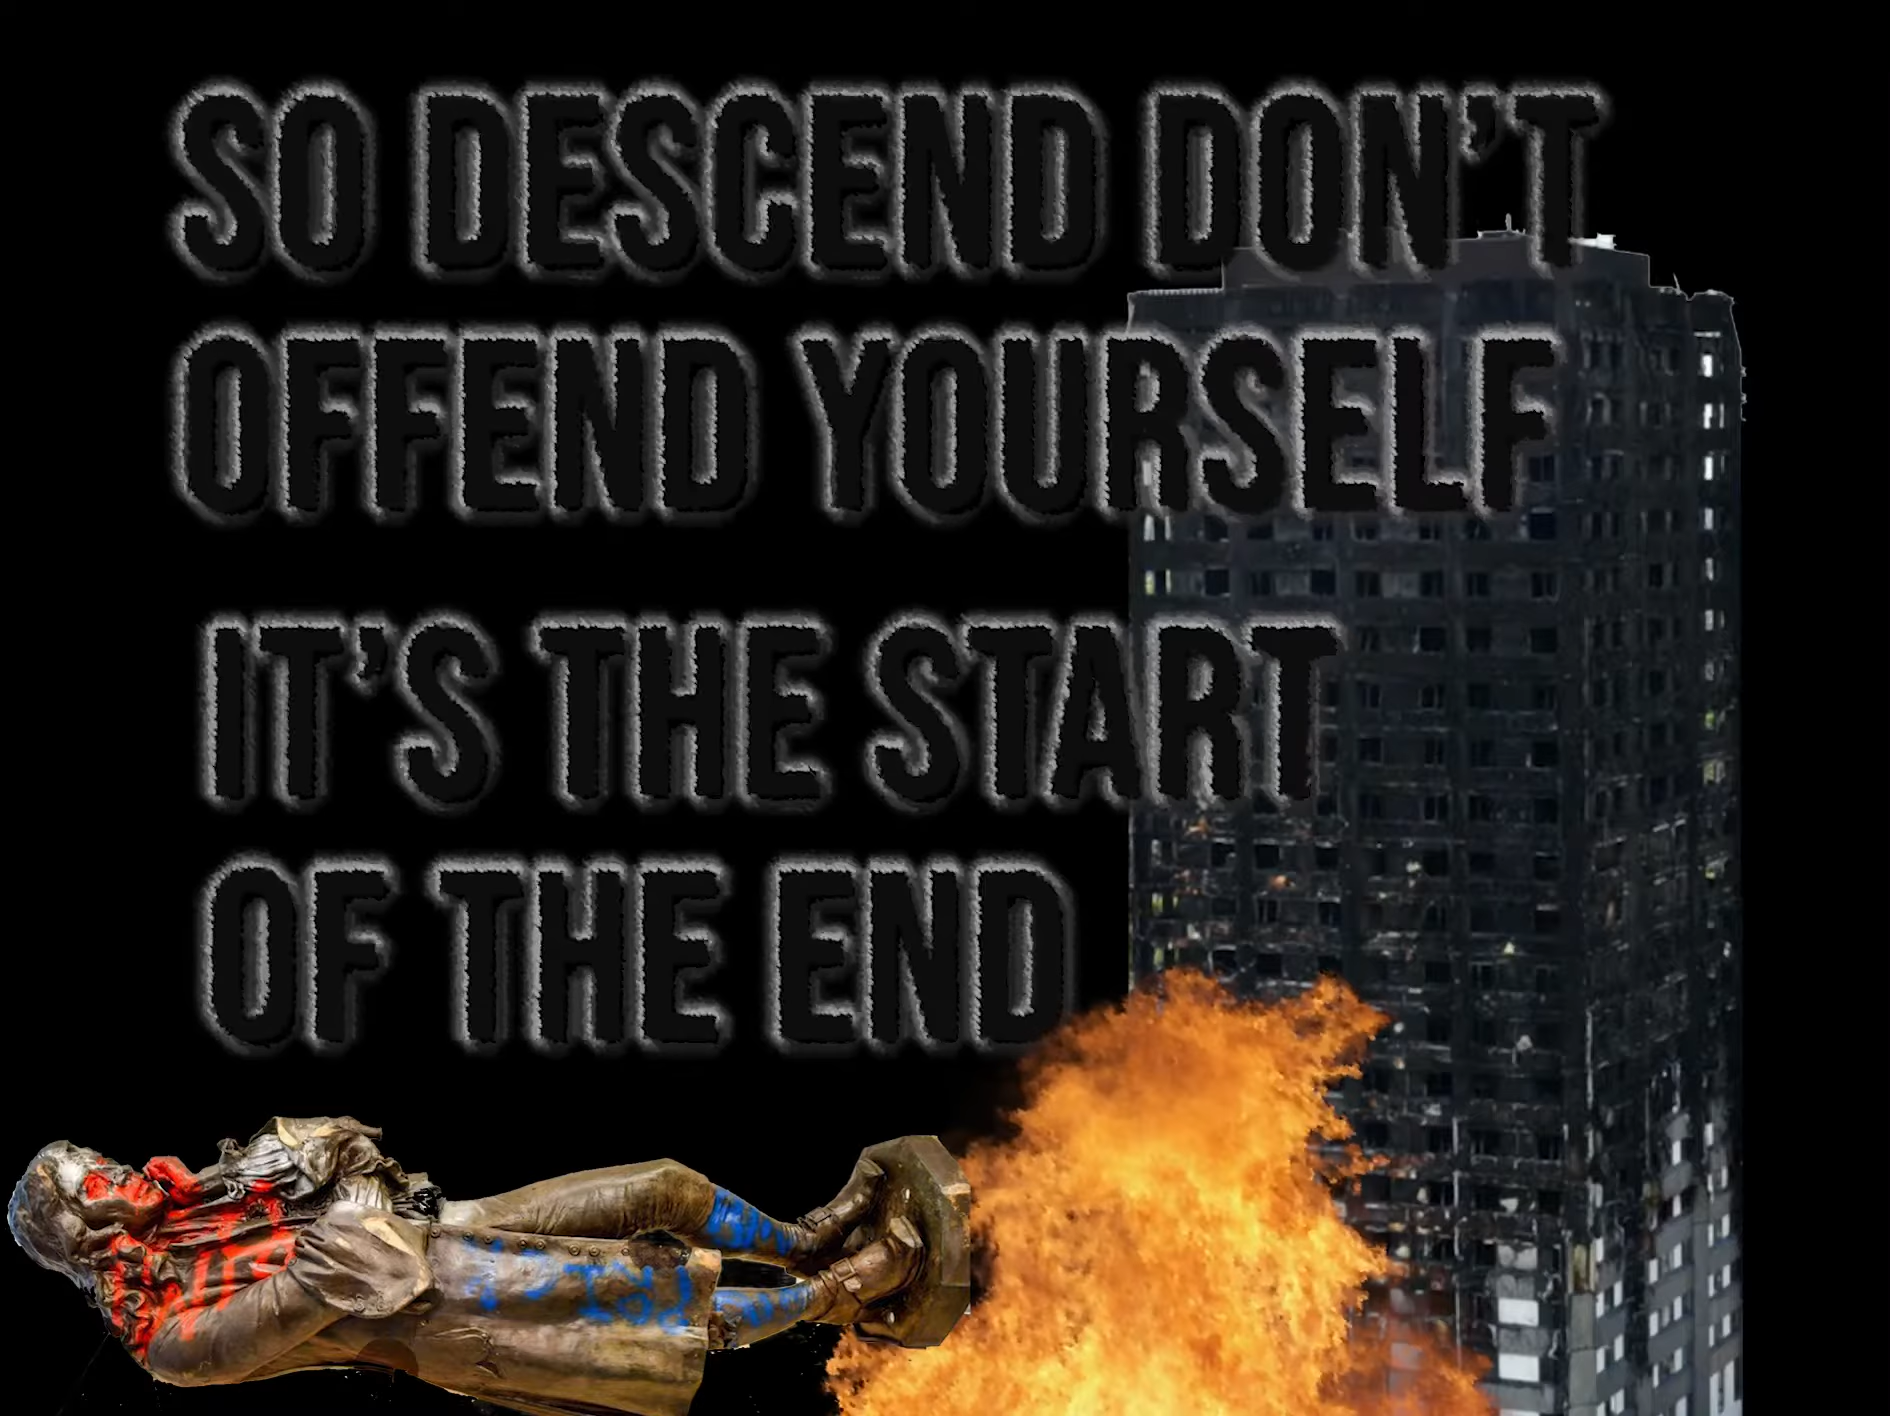 SO DESCEND DON'T
OFFEND YOURSELF
IT'S THE START
OF THE END